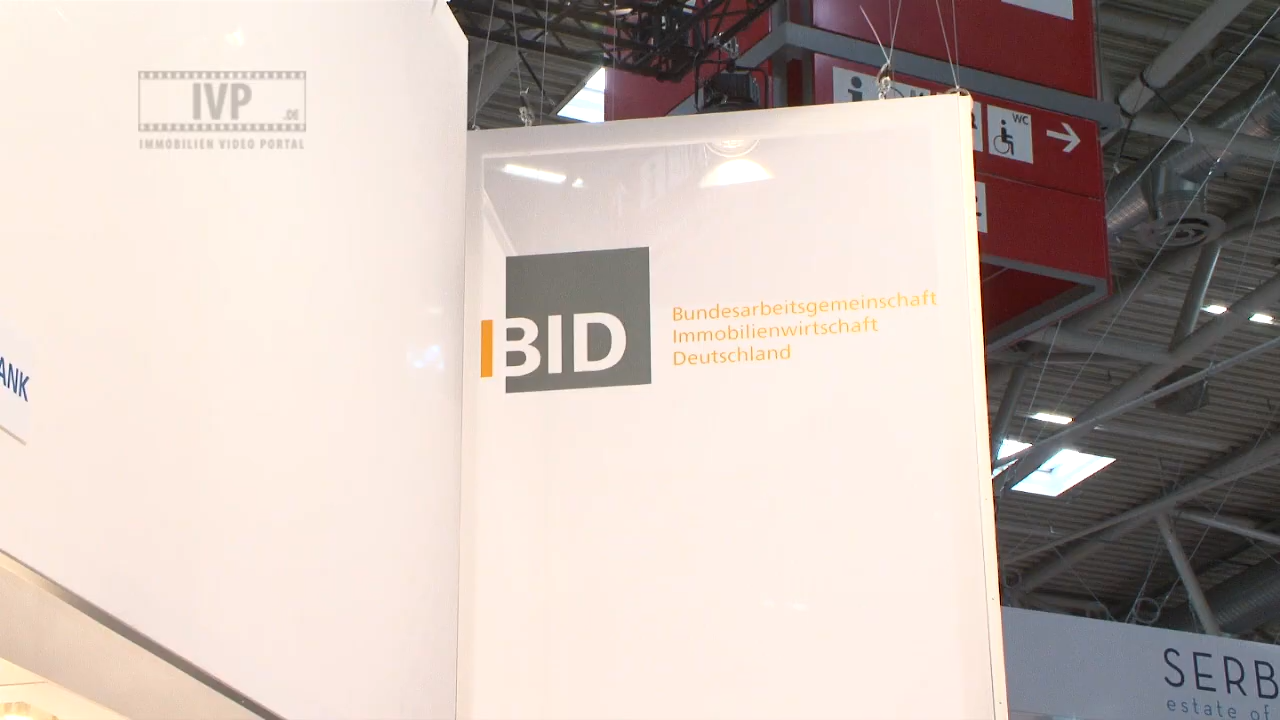 IVP
.DE
IMMOBILIEN VIDEO PORTAL
WC
BID
Bundesarbeitsgemeinschaft
Immobilienwirtschaft
Deutschland
ANK
SERB
estate of